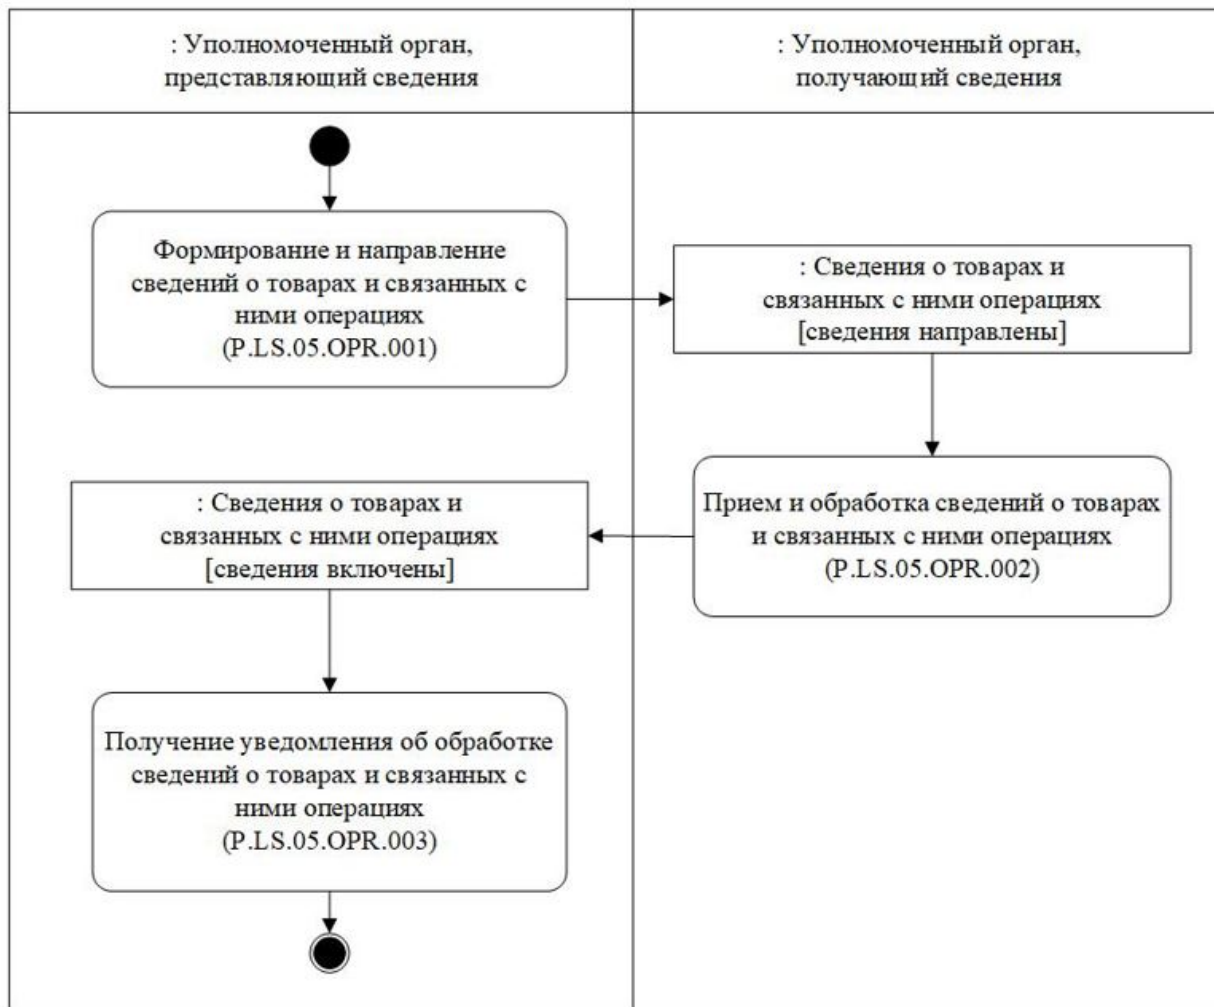 : Уполномоченный орган,
представляющий сведения
: Уполномоченный орган,
получающий сведения
Формирование и направление
сведений о товарах и связанных с
ними операциях
(P.LS.05.OPR.001)
: Сведения о товарах и
связанных с ними операциях
[сведения направлены]
Прием и обработка сведений о товарах
и связанных с ними операциях
(P.LS.05.OPR.002)
: Сведения о товарах и
связанных с ними операциях
[сведения включены]
Получение уведомления об обработке
сведений о товарах и связанных с
ними операциях
(P.LS.05.OPR.003)